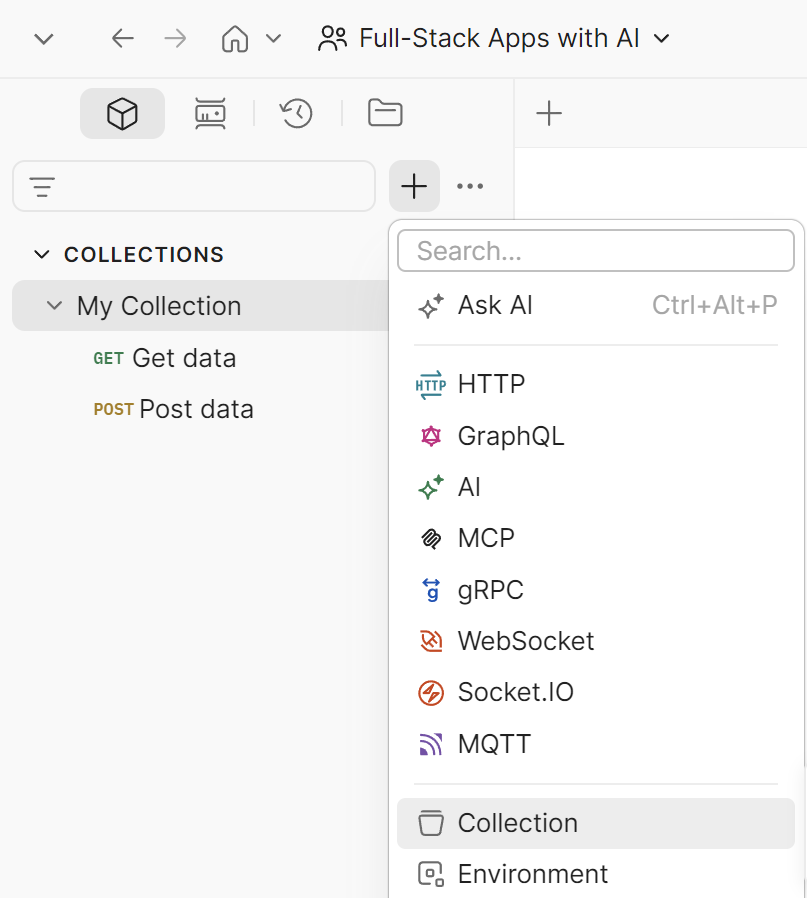 Full-Stack Apps with AI
COLLECTIONS
My Collection
GET Get data
POST Post data
Search...
Ask AI Ctrl+Alt+P
HTTP HTTP
GraphQL
AI
MCP
g gRPC
WebSocket
Socket.IO
MQTT
Collection
Environment